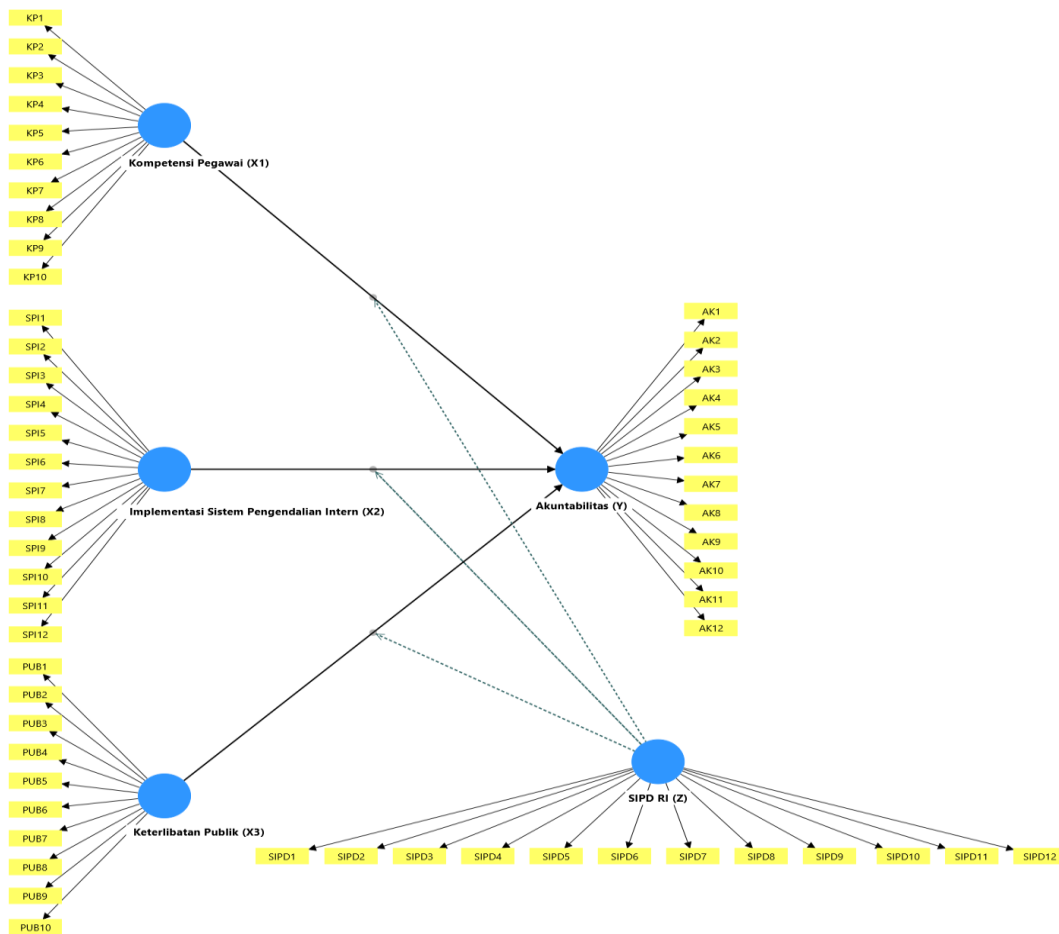 KP1
KP2
KP3
KP4
KP5
KP6
KP7
KP8
KP9
KP10
Kompetensi Pegawai (X1)
SPI1
SPI2
SPI3
SPI4
SPI5
SPI6
SPI7
SPI8
SPI9
SPI10
SPI11
SPI12
Implementasi Sistem Pengendalian Intern (X2)
PUB1
PUB2
PUB3
PUB4
PUB5
PUB6
PUB7
PUB8
PUB9
PUB10
Keterlibatan Publik (X3)
AK1
AK2
AK3
AK4
AK5
AK6
AK7
AK8
AK9
AK10
AK11
AK12
Akuntabilitas (Y)
SIPD RI (Z)
SIPD1 SIPD2 SIPD3 SIPD4 SIPD5 SIPD6 SIPD7 SIPD8 SIPD9 SIPD10 SIPD11 SIPD12